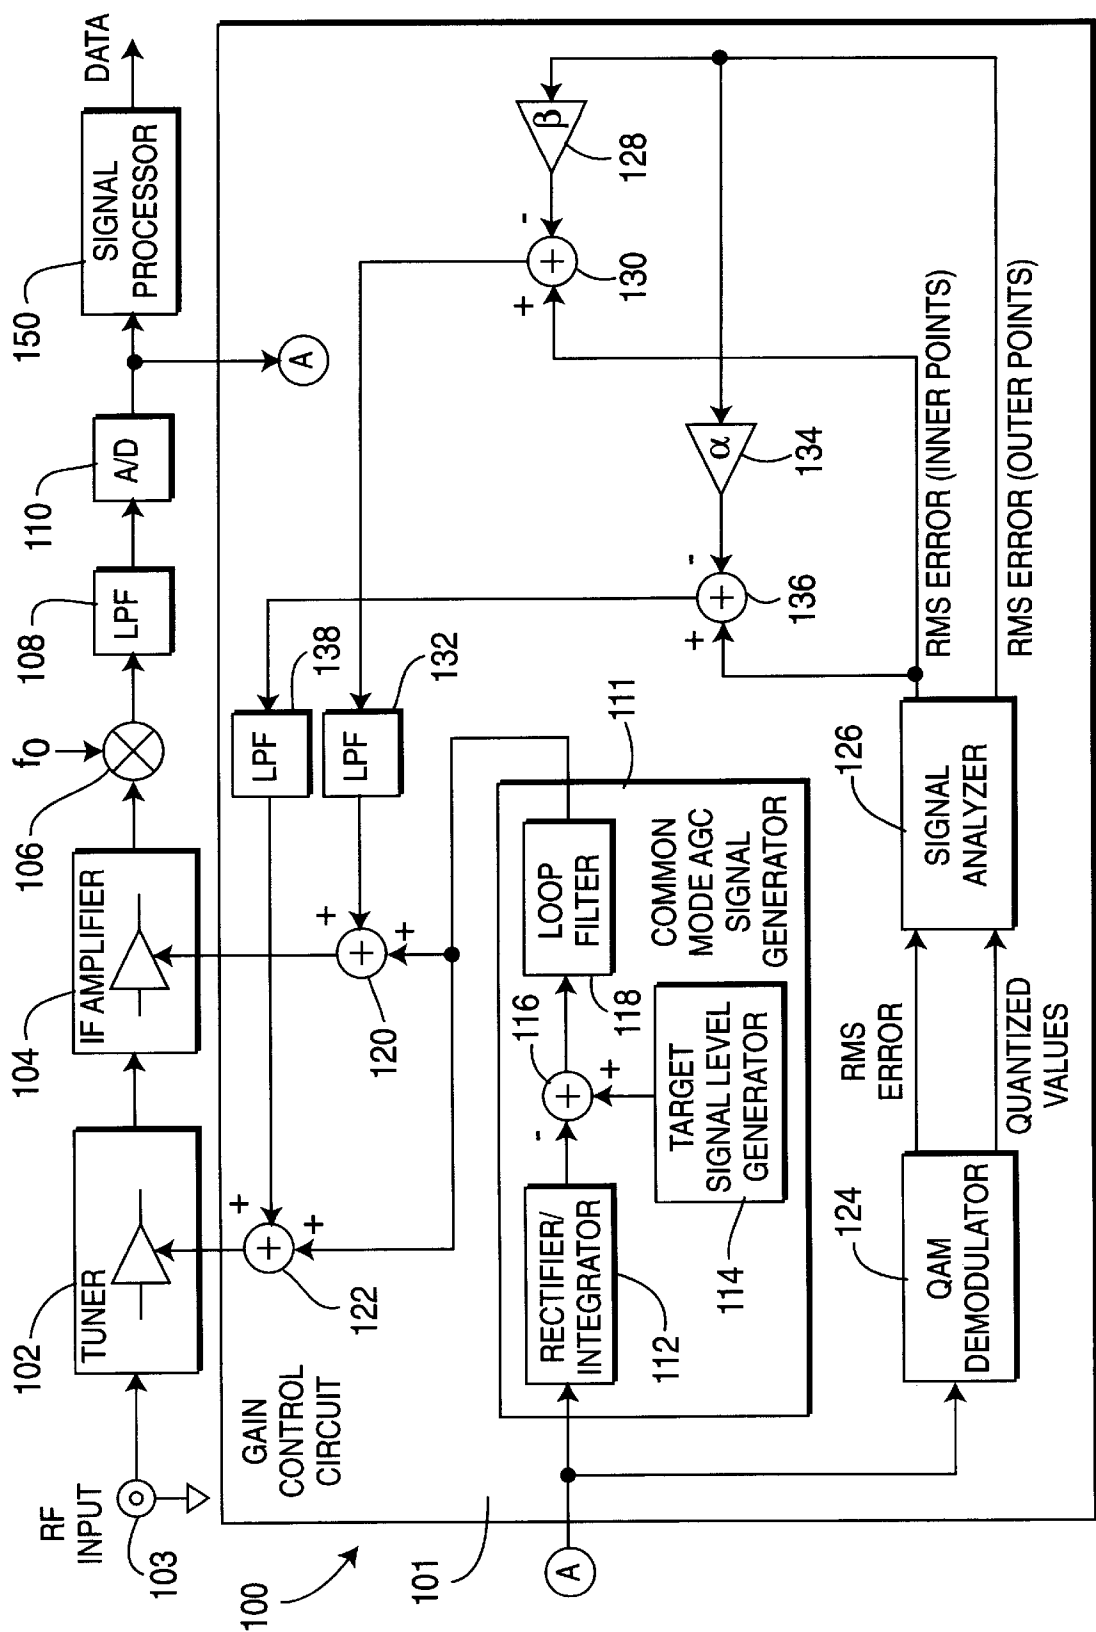 RF
INPUT
103
102
TUNER
104
IF AMPLIFIER
106
fo
108
LPF
110
A/D
150
SIGNAL
PROCESSOR
DATA
A
100
101
GAIN
CONTROL
CIRCUIT
122
+
+
+
120
+
+
+
LPF
138
LPF
132
130
+
+
-
β
128
136
+
+
-
α
134
A
111
COMMON
MODE AGC
SIGNAL
GENERATOR
RECTIFIER/
INTEGRATOR
112
116
-
+
+
LOOP
FILTER
118
TARGET
SIGNAL LEVEL
GENERATOR
114
124
QAM
DEMODULATOR
RMS
ERROR
QUANTIZED
VALUES
126
SIGNAL
ANALYZER
RMS ERROR (INNER POINTS)
RMS ERROR (OUTER POINTS)